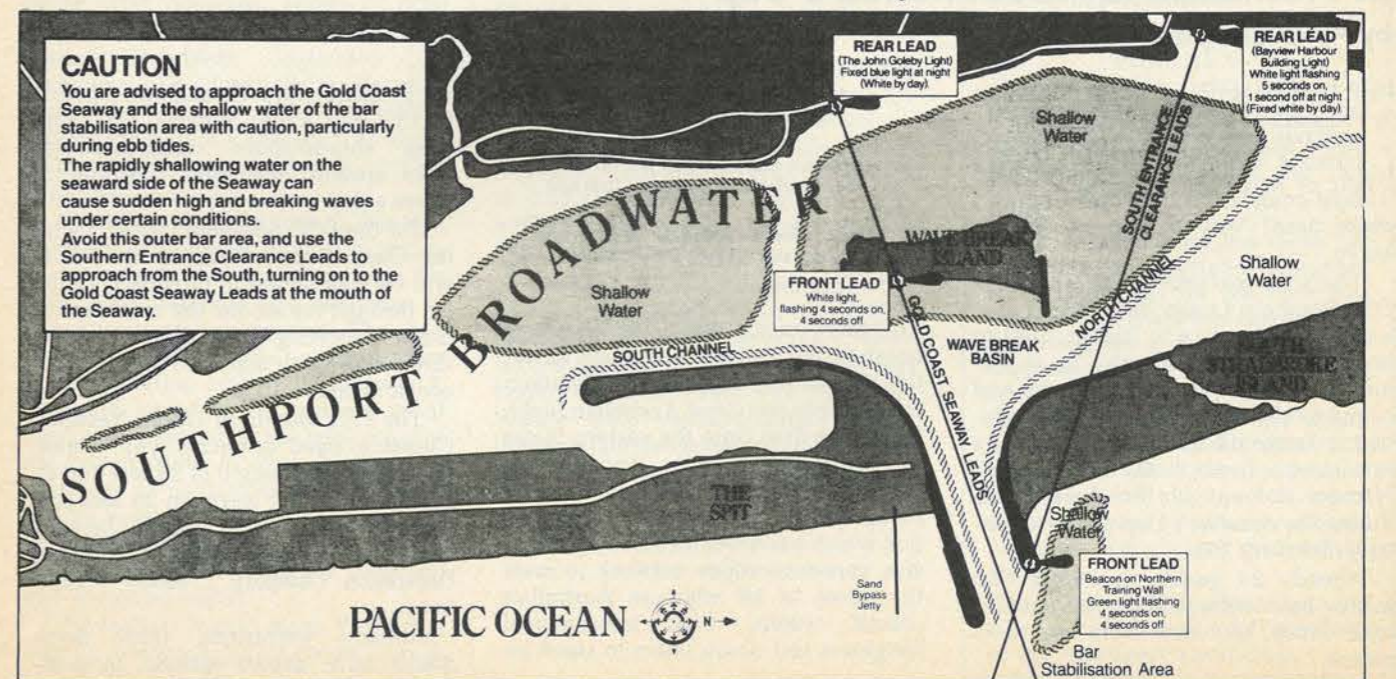 CAUTION
You are advised to approach the Gold Coast
Seaway and the shallow water of the bar
stabilisation area with caution, particularly
during ebb tides.
The rapidly shallowing water on the
seaward side of the Seaway can
cause sudden high and breaking waves
under certain conditions.
Avoid this outer bar area, and use the
Southern Entrance Clearance Leads to
approach from the South, turning on to the
Gold Coast Seaway Leads at the mouth of
the Seaway.
REAR LEAD
(The John Goleby Light)
Fixed blue light at night
(White by day).
REAR LEAD
(Bayview Harbour
Building Light)
White light flashing
5 seconds on,
1 second off at night
(Fixed white by day).
Shallow
Water
SOUTH ENTRANCE
CLEARANCE LEADS
SOUTHPORT BROADWATER
WAVE BREAK
ISLAND
Shallow
Water
FRONT LEAD
White light,
flashing 4 seconds on,
4 seconds off
Shallow
Water
NORTH CHANNEL
SOUTH CHANNEL
WAVE BREAK
BASIN
GOLD COAST SEAWAY LEADS
SOUTH
STRADBROKE
ISLAND
THE
SPIT
Shallow
Water
FRONT LEAD
Beacon on Northern
Training Wall
Green light flashing
4 seconds on,
4 seconds off
Sand
Bypass
Jetty
PACIFIC OCEAN
N
Bar
Stabilisation Area